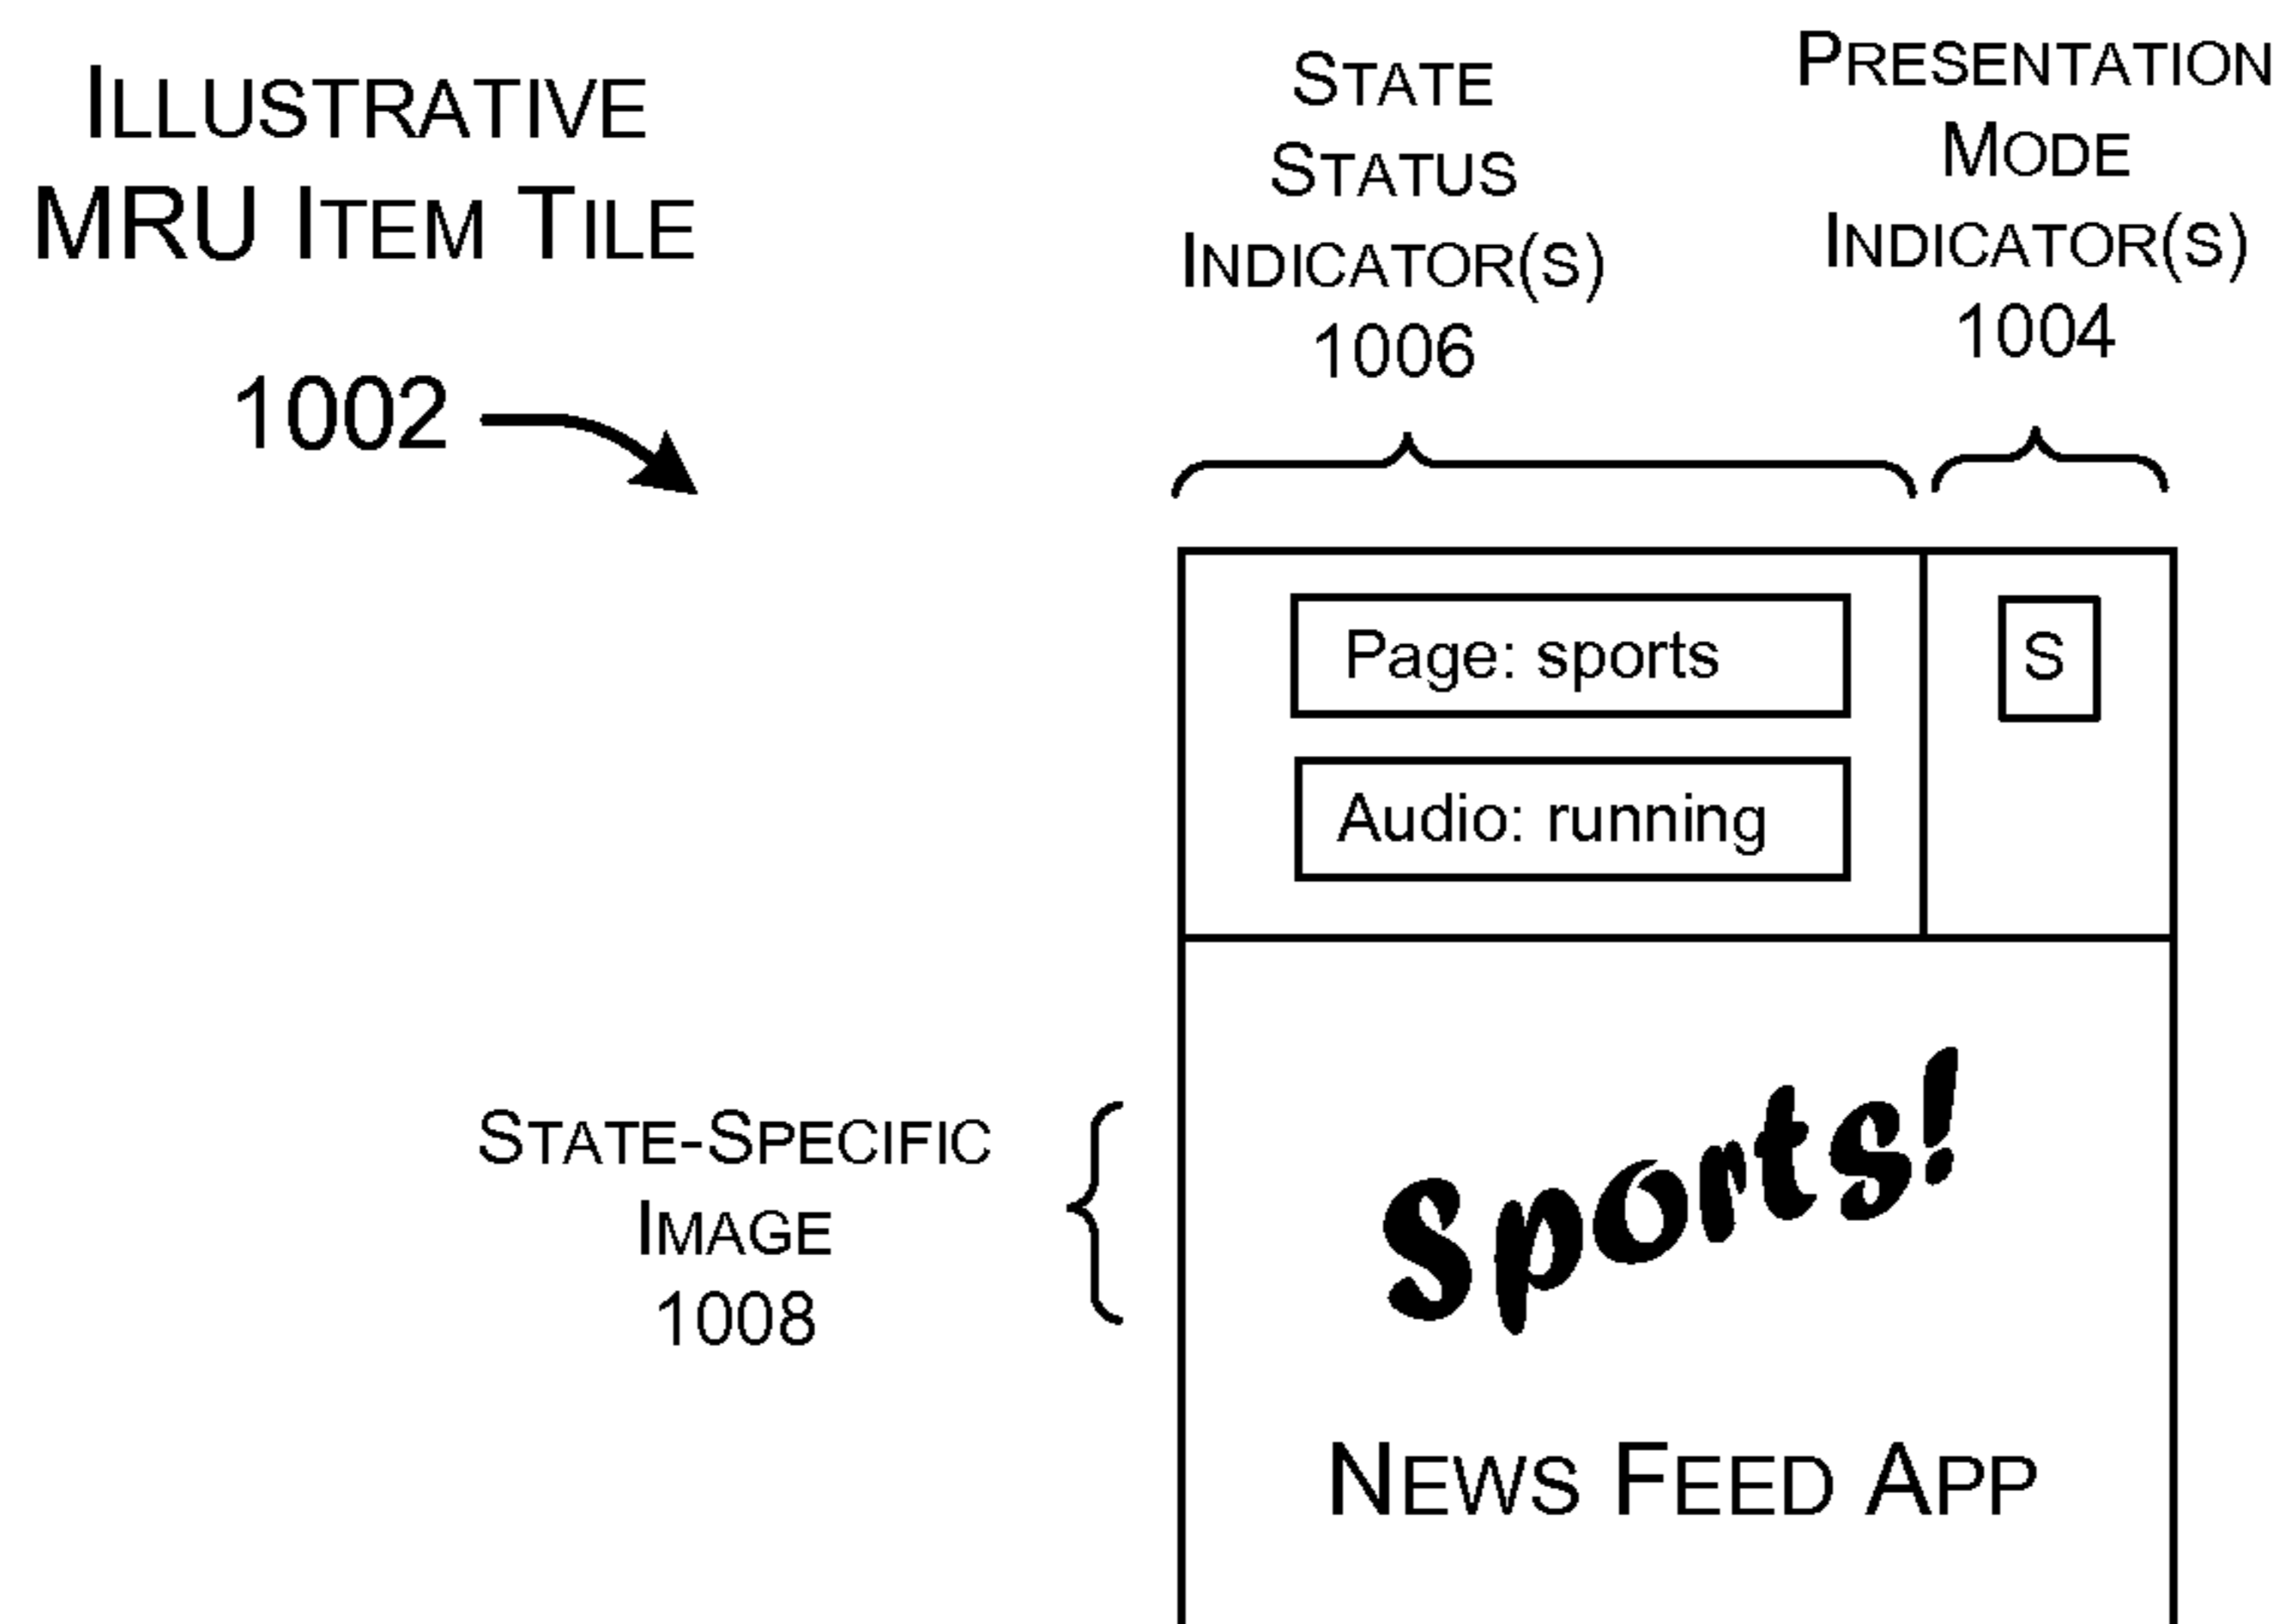 ILLUSTRATIVE
MRU ITEM TILE
1002
STATE
STATUS
INDICATOR(S)
1006
PRESENTATION
MODE
INDICATOR(S)
1004
Page: sports
S
Audio: running
STATE-SPECIFIC
IMAGE
1008
Sports!
NEWS FEED APP